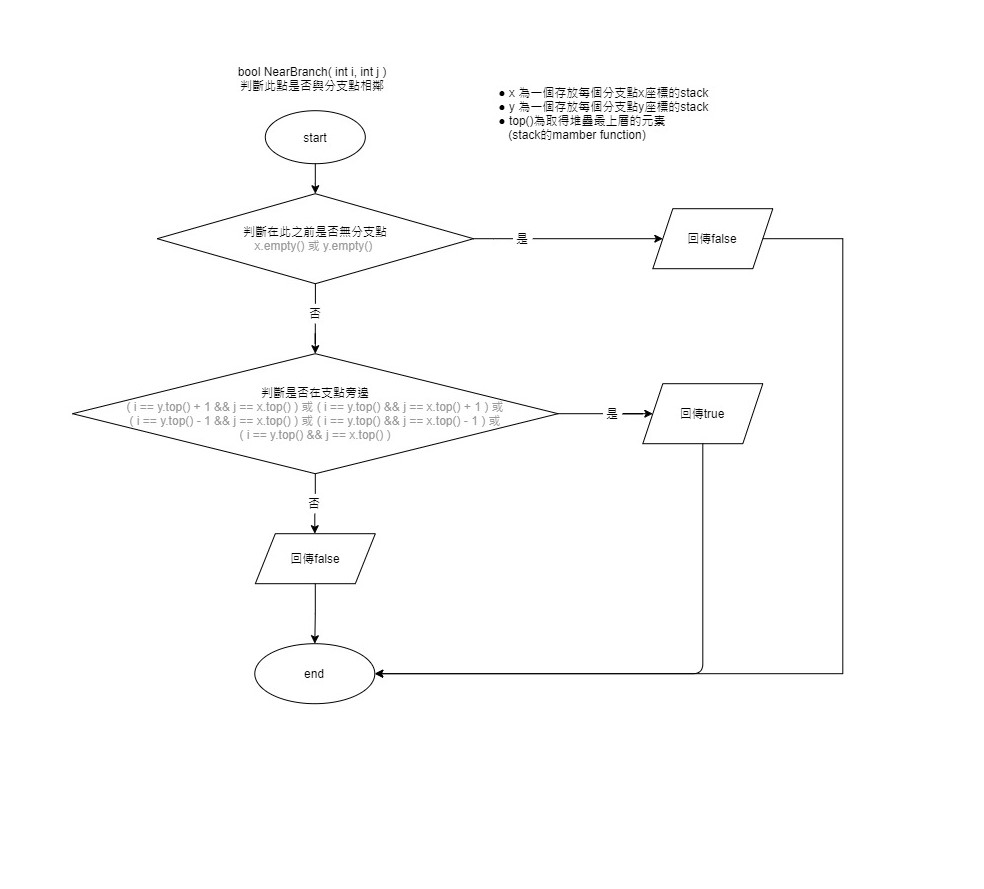 bool NearBranch( int i, int j )
判斷此點是否與分支點相鄰
● x 為一個存放每個分支點x座標的stack
● y 為一個存放每個分支點y座標的stack
● top()為取得堆疊最上層的元素
(stack的mamber function)
start
判斷在此之前是否無分支點
x.empty() 或 y.empty()
是
回傳false
否
判斷是否在支點旁邊
( i == y.top() + 1 && j == x.top() ) 或 ( i == y.top() && j == x.top() + 1 ) 或
( i == y.top() - 1 && j == x.top() ) 或 ( i == y.top() && j == x.top() - 1 ) 或
( i == y.top() && j == x.top() )
是
回傳true
否
回傳false
end